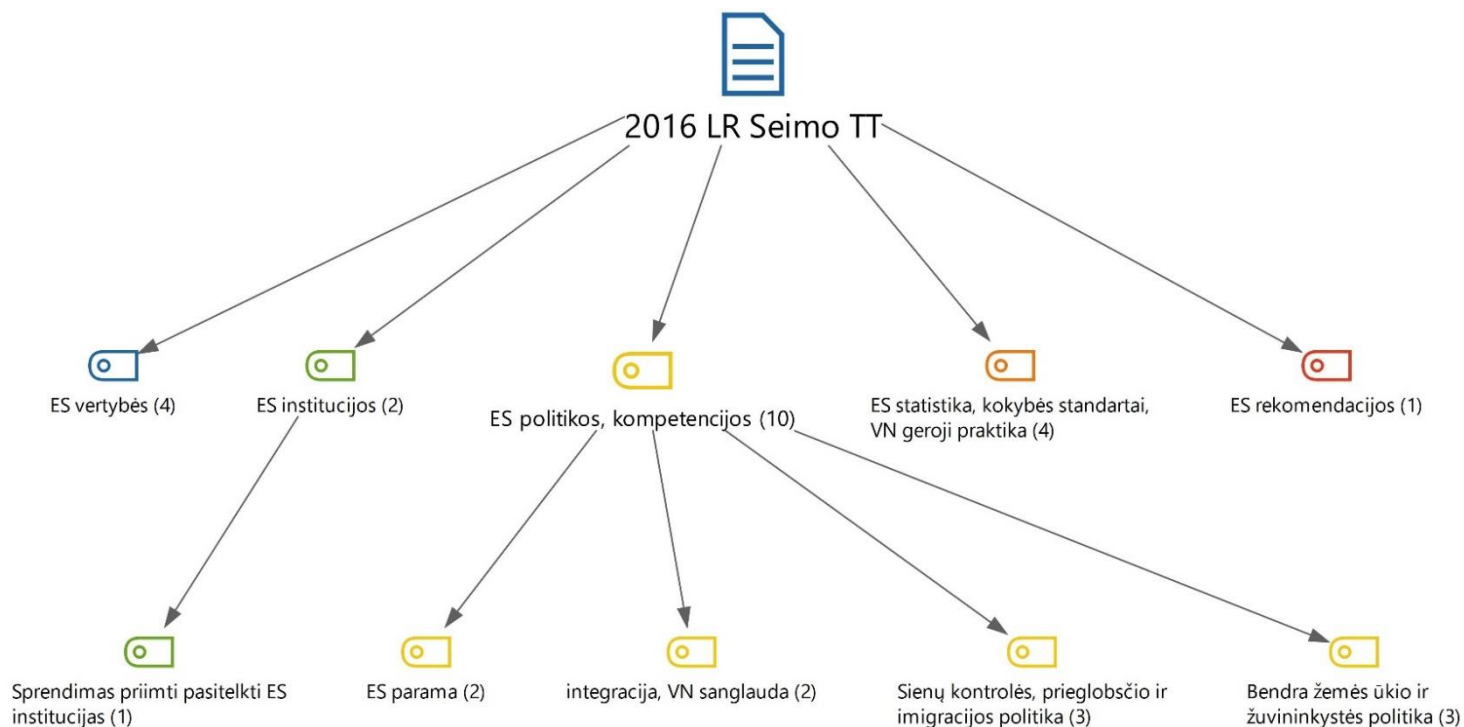 2016 LR Seimo TT
ES vertybės (4)
ES institucijos (2)
ES politikos, kompetencijos (10)
ES statistika, kokybės standartai,
VN geroji praktika (4)
ES rekomendacijos (1)
Sprendimas priimti pasitelkti ES
institucijas (1)
ES parama (2)
integracija, VN sanglauda (2)
Sienų kontrolės, prieglobsčio ir
imigracijos politika (3)
Bendra žemės ūkio ir
žuvininkystės politika (3)